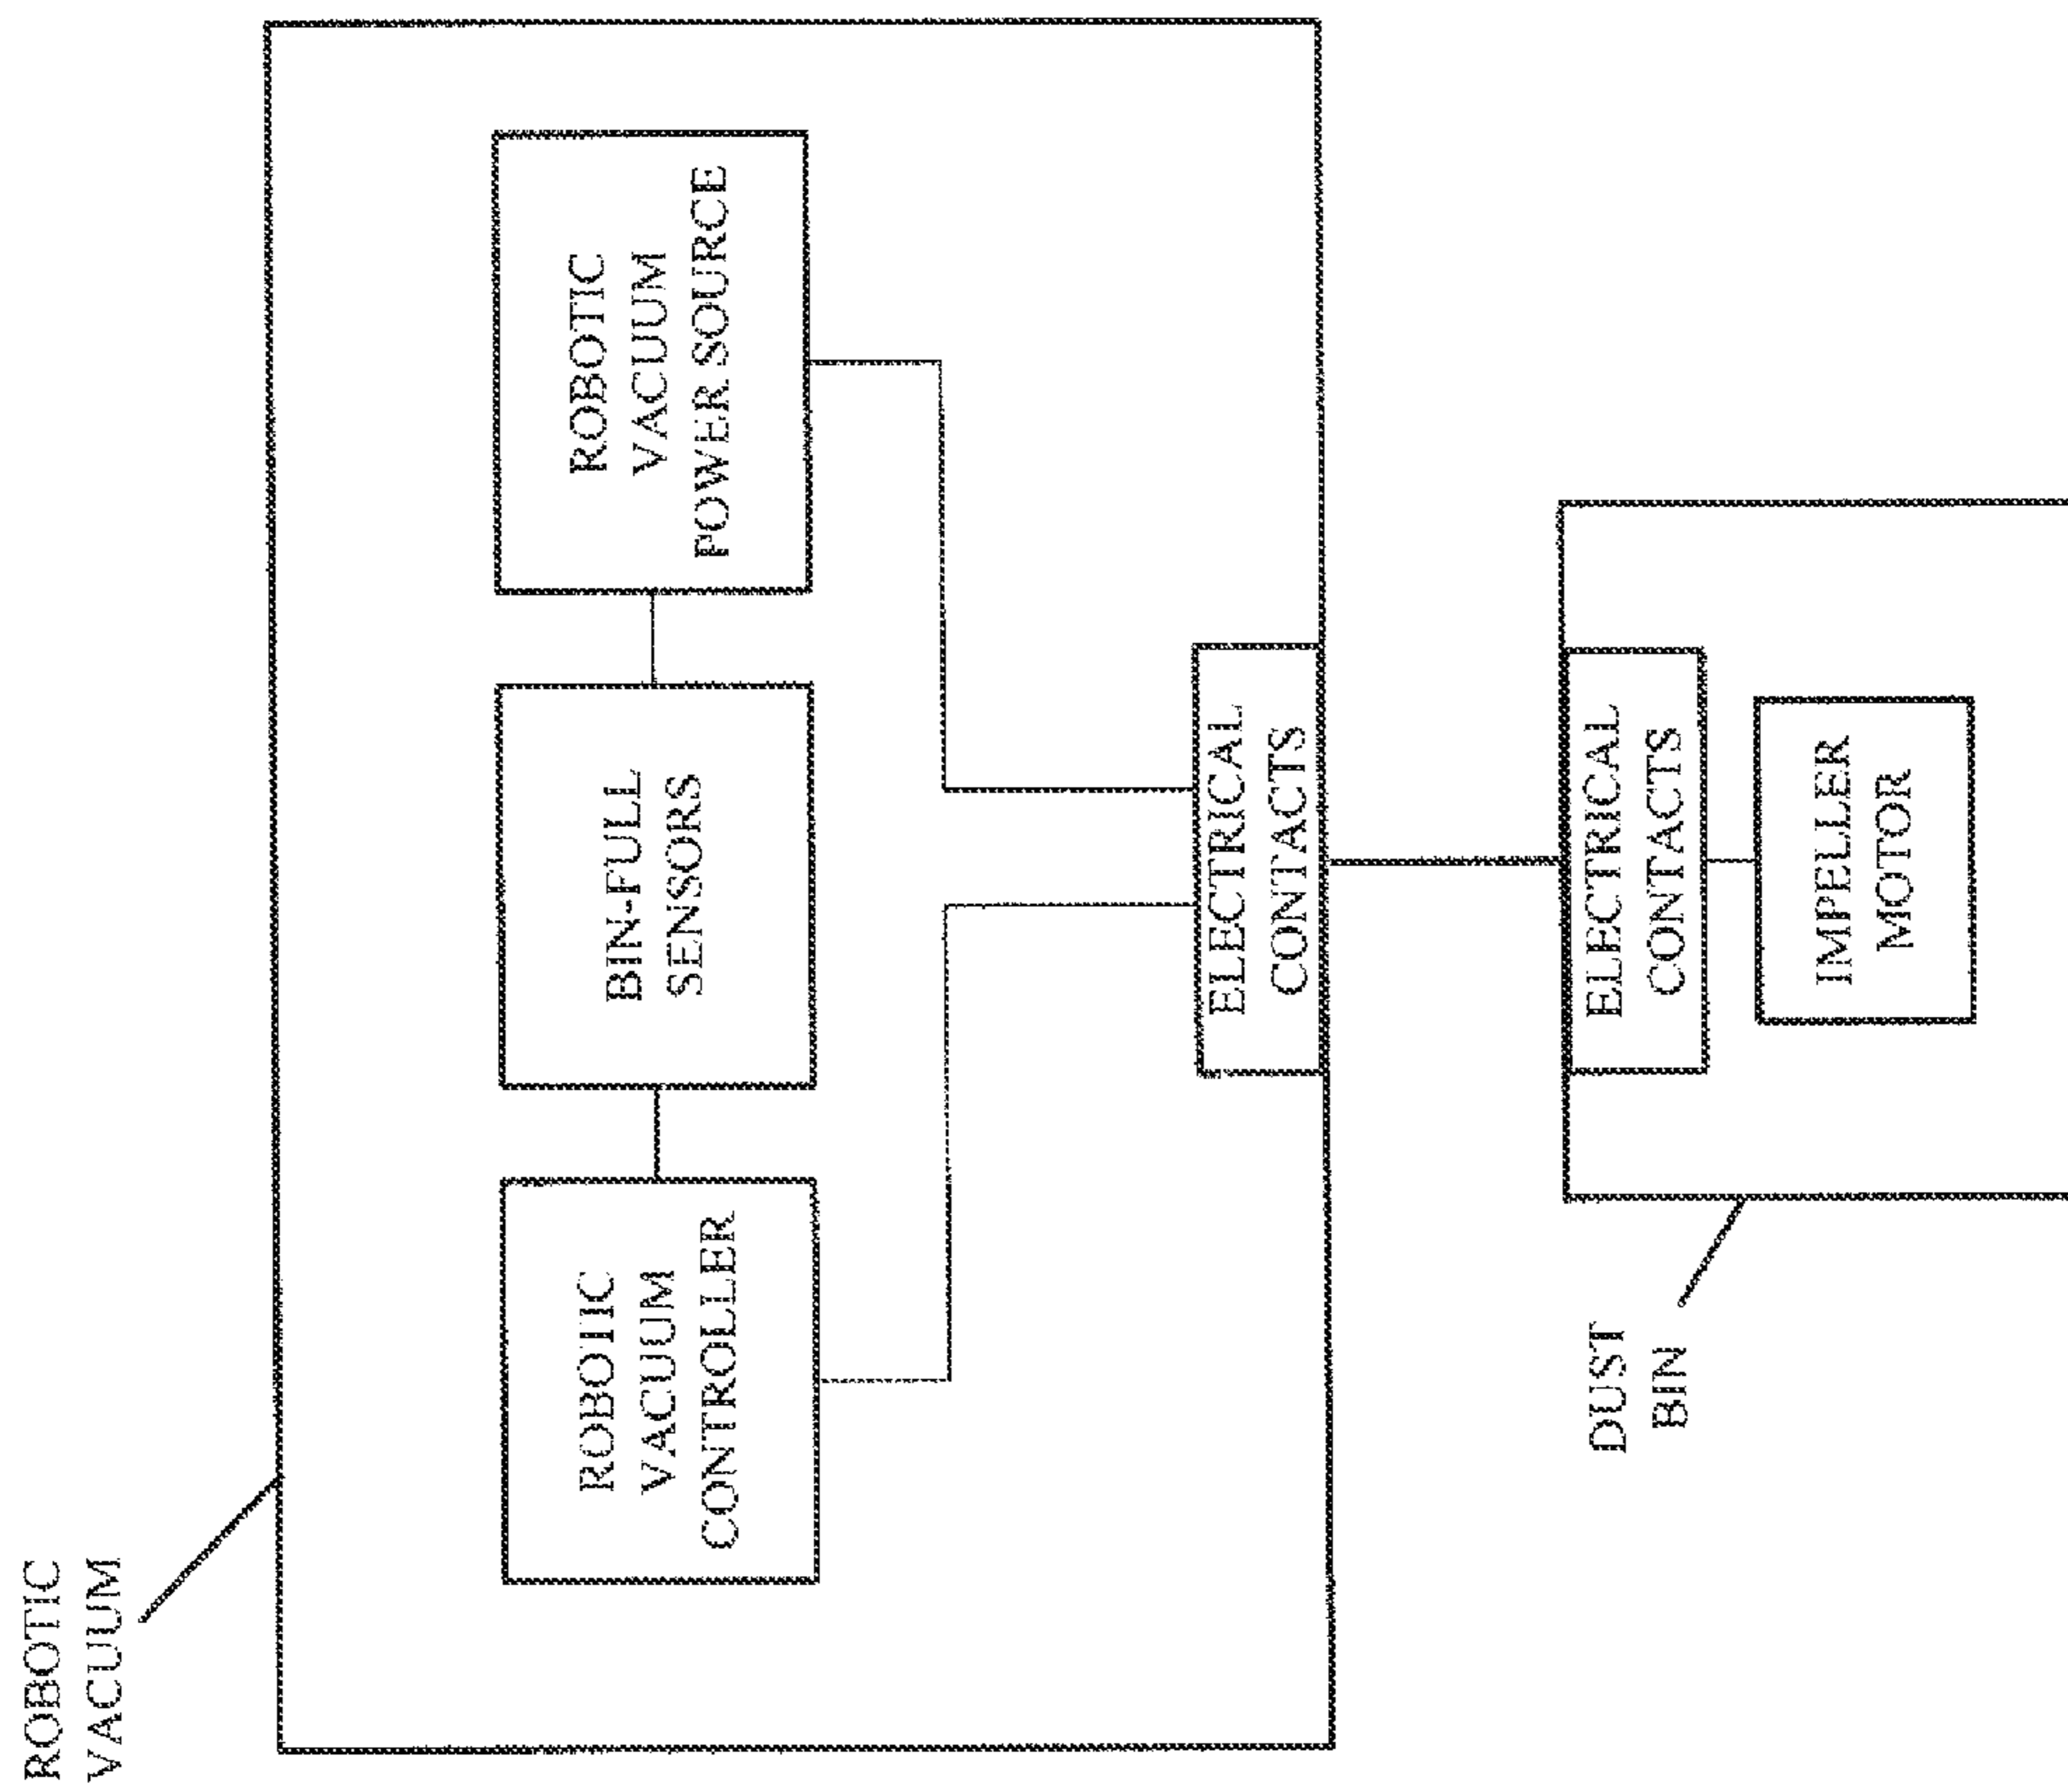 ROBOTIC
VACUUM
ROBOTIC
VACUUM
CONTROLLER
BIN-FULL
SENSORS
ROBOTIC
VACUUM
POWER SOURCE
ELECTRICAL
CONTACTS
DUST
BIN
ELECTRICAL
CONTACTS
IMPELLER
MOTOR